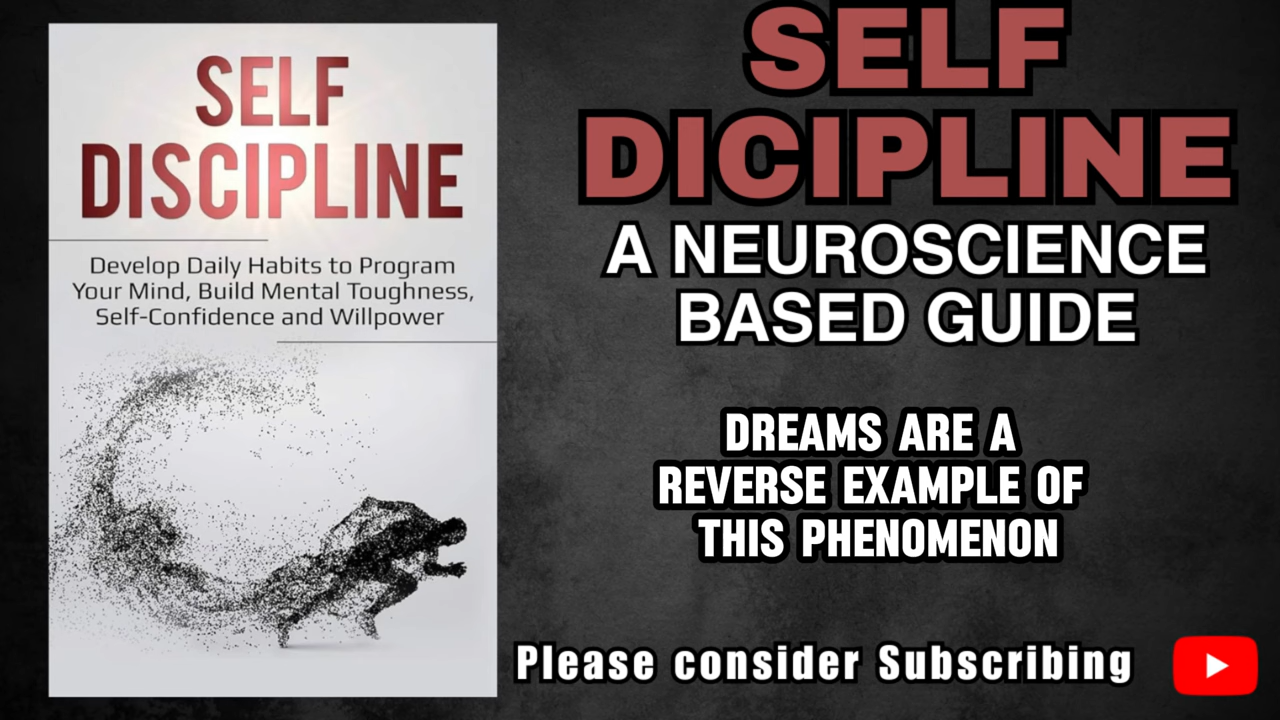 SELF
DISCIPLINE
Develop Daily Habits to Program
Your Mind, Build Mental Toughness,
Self-Confidence and Willpower
SELF
DICIPLINE
A NEUROSCIENCE
BASED GUIDE
DREAMS ARE A
REVERSE EXAMPLE OF
THIS PHENOMENON
Please consider Subscribing